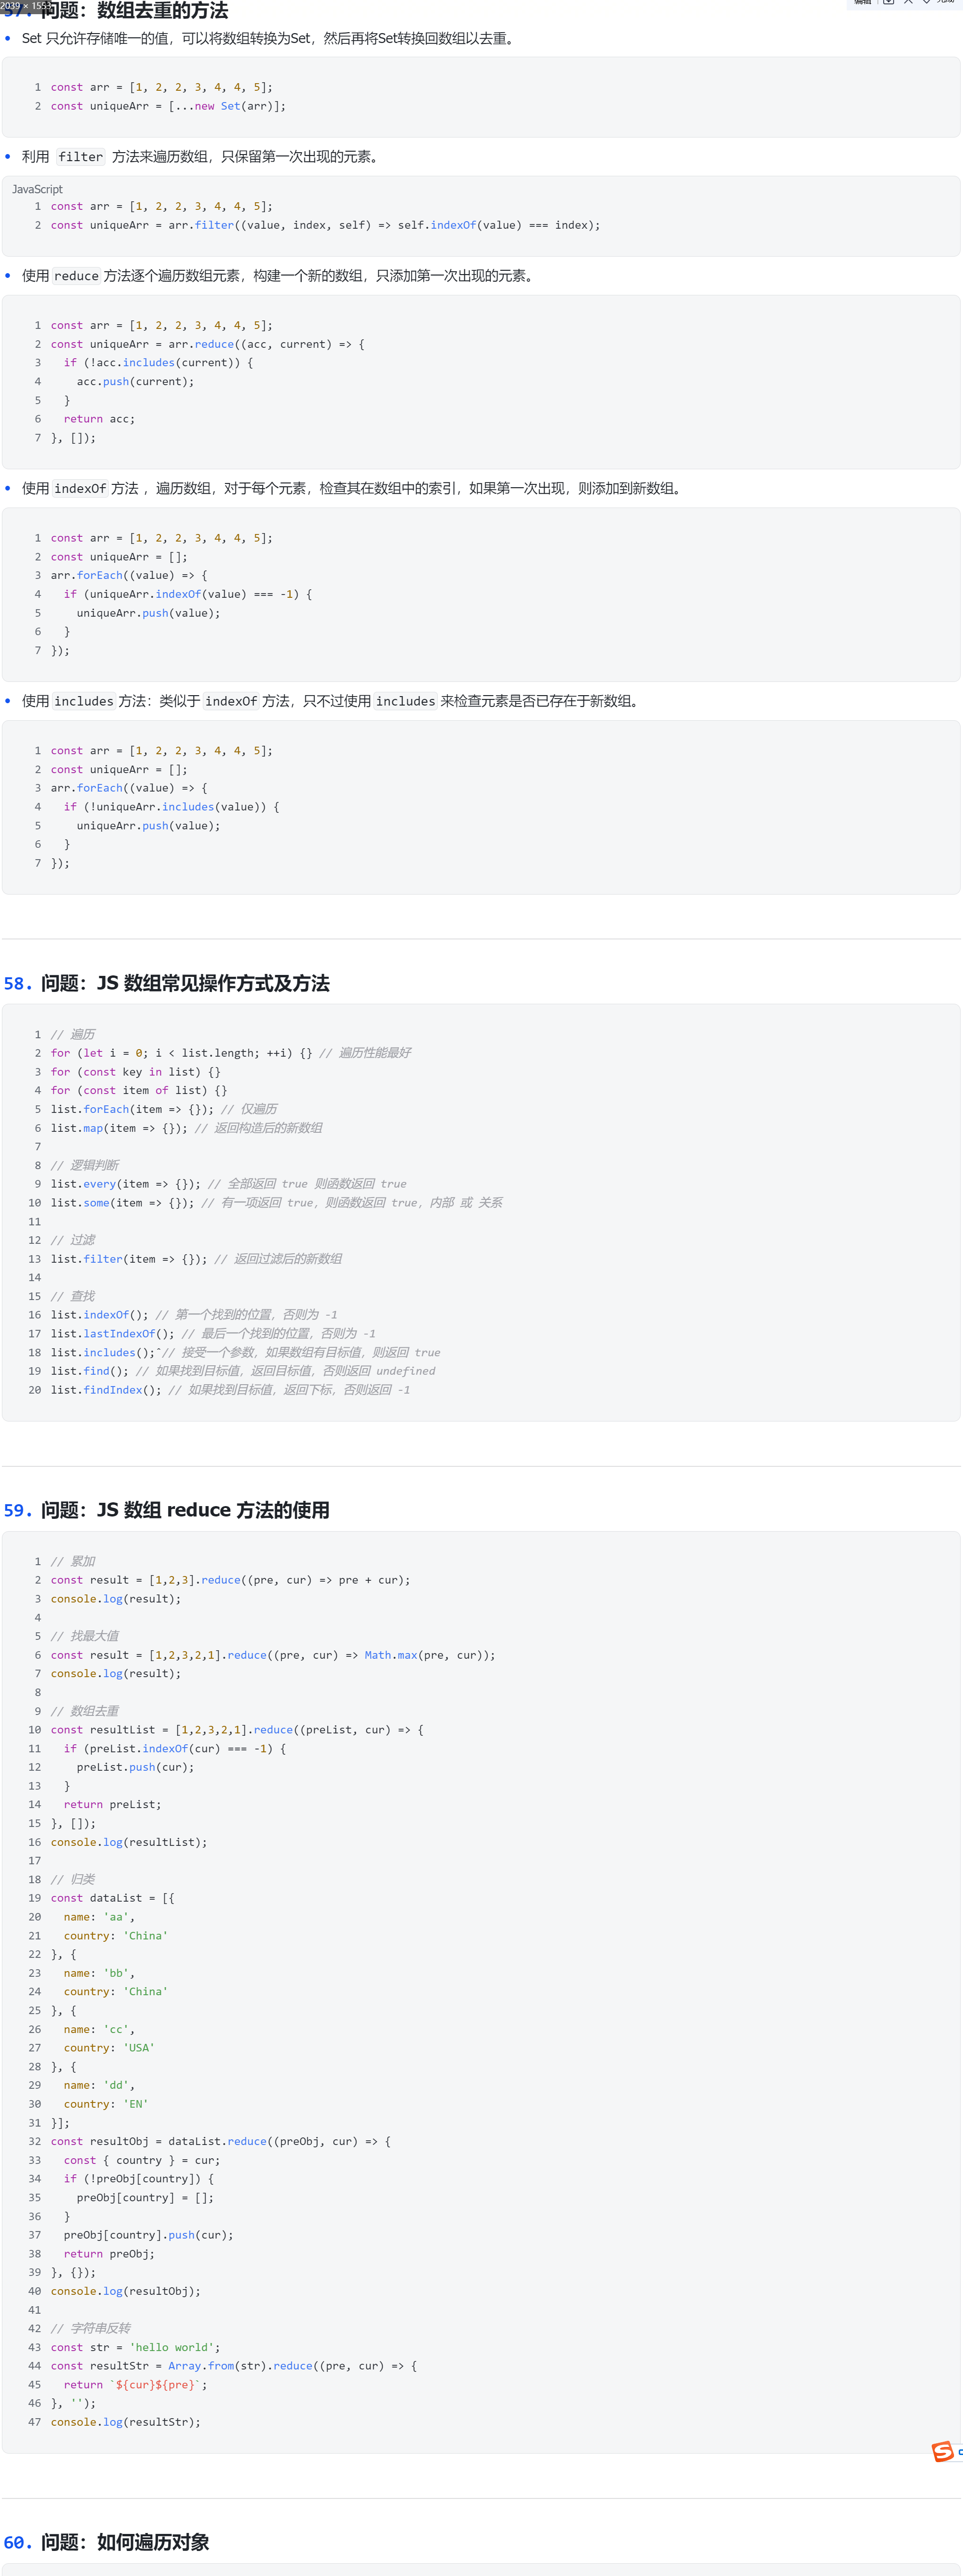 2039 × 1553
57. 问题：数组去重的方法
编辑
Set 只允许存储唯一的值，可以将数组转换为Set，然后再将Set转换回数组以去重。
1 const arr = [1, 2, 2, 3, 4, 4, 5];
2 const uniqueArr = [...new Set(arr)];
利用 filter 方法来遍历数组，只保留第一次出现的元素。
JavaScript
1 const arr = [1, 2, 2, 3, 4, 4, 5];
2 const uniqueArr = arr.filter((value, index, self) => self.indexOf(value) === index);
使用 reduce 方法逐个遍历数组元素，构建一个新的数组，只添加第一次出现的元素。
1 const arr = [1, 2, 2, 3, 4, 4, 5];
2 const uniqueArr = arr.reduce((acc, current) => {
3 if (!acc.includes(current)) {
4 acc.push(current);
5 }
6 return acc;
7 }, []);
使用 indexOf 方法 ，遍历数组，对于每个元素，检查其在数组中的索引，如果第一次出现，则添加到新数组。
1 const arr = [1, 2, 2, 3, 4, 4, 5];
2 const uniqueArr = [];
3 arr.forEach((value) => {
4 if (uniqueArr.indexOf(value) === -1) {
5 uniqueArr.push(value);
6 }
7 });
使用 includes 方法：类似于 indexOf 方法，只不过使用 includes 来检查元素是否已存在于新数组。
1 const arr = [1, 2, 2, 3, 4, 4, 5];
2 const uniqueArr = [];
3 arr.forEach((value) => {
4 if (!uniqueArr.includes(value)) {
5 uniqueArr.push(value);
6 }
7 });
58. 问题：JS 数组常见操作方式及方法
1 // 遍历
2 for (let i = 0; i < list.length; ++i) {} // 遍历性能最好
3 for (const key in list) {}
4 for (const item of list) {}
5 list.forEach(item => {}); // 仅遍历
6 list.map(item => {}); // 返回构造后的新数组
7
8 // 逻辑判断
9 list.every(item => {}); // 全部返回 true 则函数返回 true
10 list.some(item => {}); // 有一项返回 true，则函数返回 true，内部 或 关系
11
12 // 过滤
13 list.filter(item => {}); // 返回过滤后的新数组
14
15 // 查找
16 list.indexOf(); // 第一个找到的位置，否则为 -1
17 list.lastIndexOf(); // 最后一个找到的位置，否则为 -1
18 list.includes(); // 接受一个参数，如果数组有目标值，则返回 true
19 list.find(); // 如果找到目标值，返回目标值，否则返回 undefined
20 list.findIndex(); // 如果找到目标值，返回下标，否则返回 -1
59. 问题：JS 数组 reduce 方法的使用
1 // 累加
2 const result = [1,2,3].reduce((pre, cur) => pre + cur);
3 console.log(result);
4
5 // 找最大值
6 const result = [1,2,3,2,1].reduce((pre, cur) => Math.max(pre, cur));
7 console.log(result);
8
9 // 数组去重
10 const resultList = [1,2,3,2,1].reduce((preList, cur) => {
11 if (preList.indexOf(cur) === -1) {
12 preList.push(cur);
13 }
14 return preList;
15 }, []);
16 console.log(resultList);
17
18 // 归类
19 const dataList = [{
20 name: 'aa',
21 country: 'China'
22 }, {
23 name: 'bb',
24 country: 'China'
25 }, {
26 name: 'cc',
27 country: 'USA'
28 }, {
29 name: 'dd',
30 country: 'EN'
31 }];
32 const resultObj = dataList.reduce((preObj, cur) => {
33 const { country } = cur;
34 if (!preObj[country]) {
35 preObj[country] = [];
36 }
37 preObj[country].push(cur);
38 return preObj;
39 }, {});
40 console.log(resultObj);
41
42 // 字符串反转
43 const str = 'hello world';
44 const resultStr = Array.from(str).reduce((pre, cur) => {
45 return `${cur}${pre}`;
46 }, '');
47 console.log(resultStr);
60. 问题：如何遍历对象